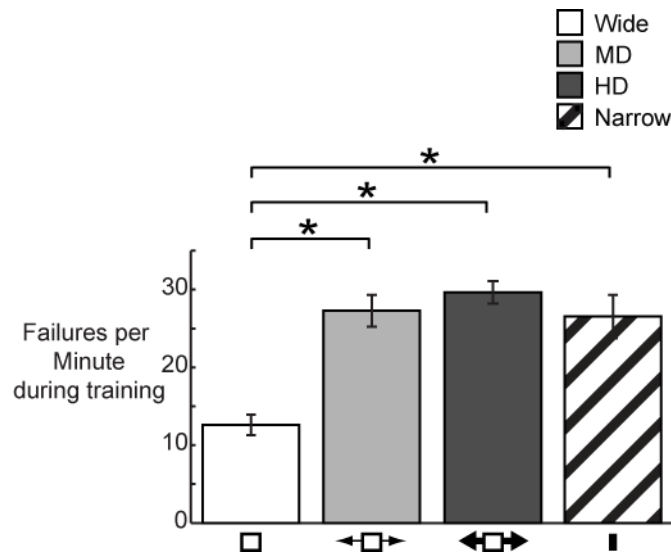 Wide
MD
HD
Narrow
*
*
*
30
20
10
0
Failures per
Minute
during training